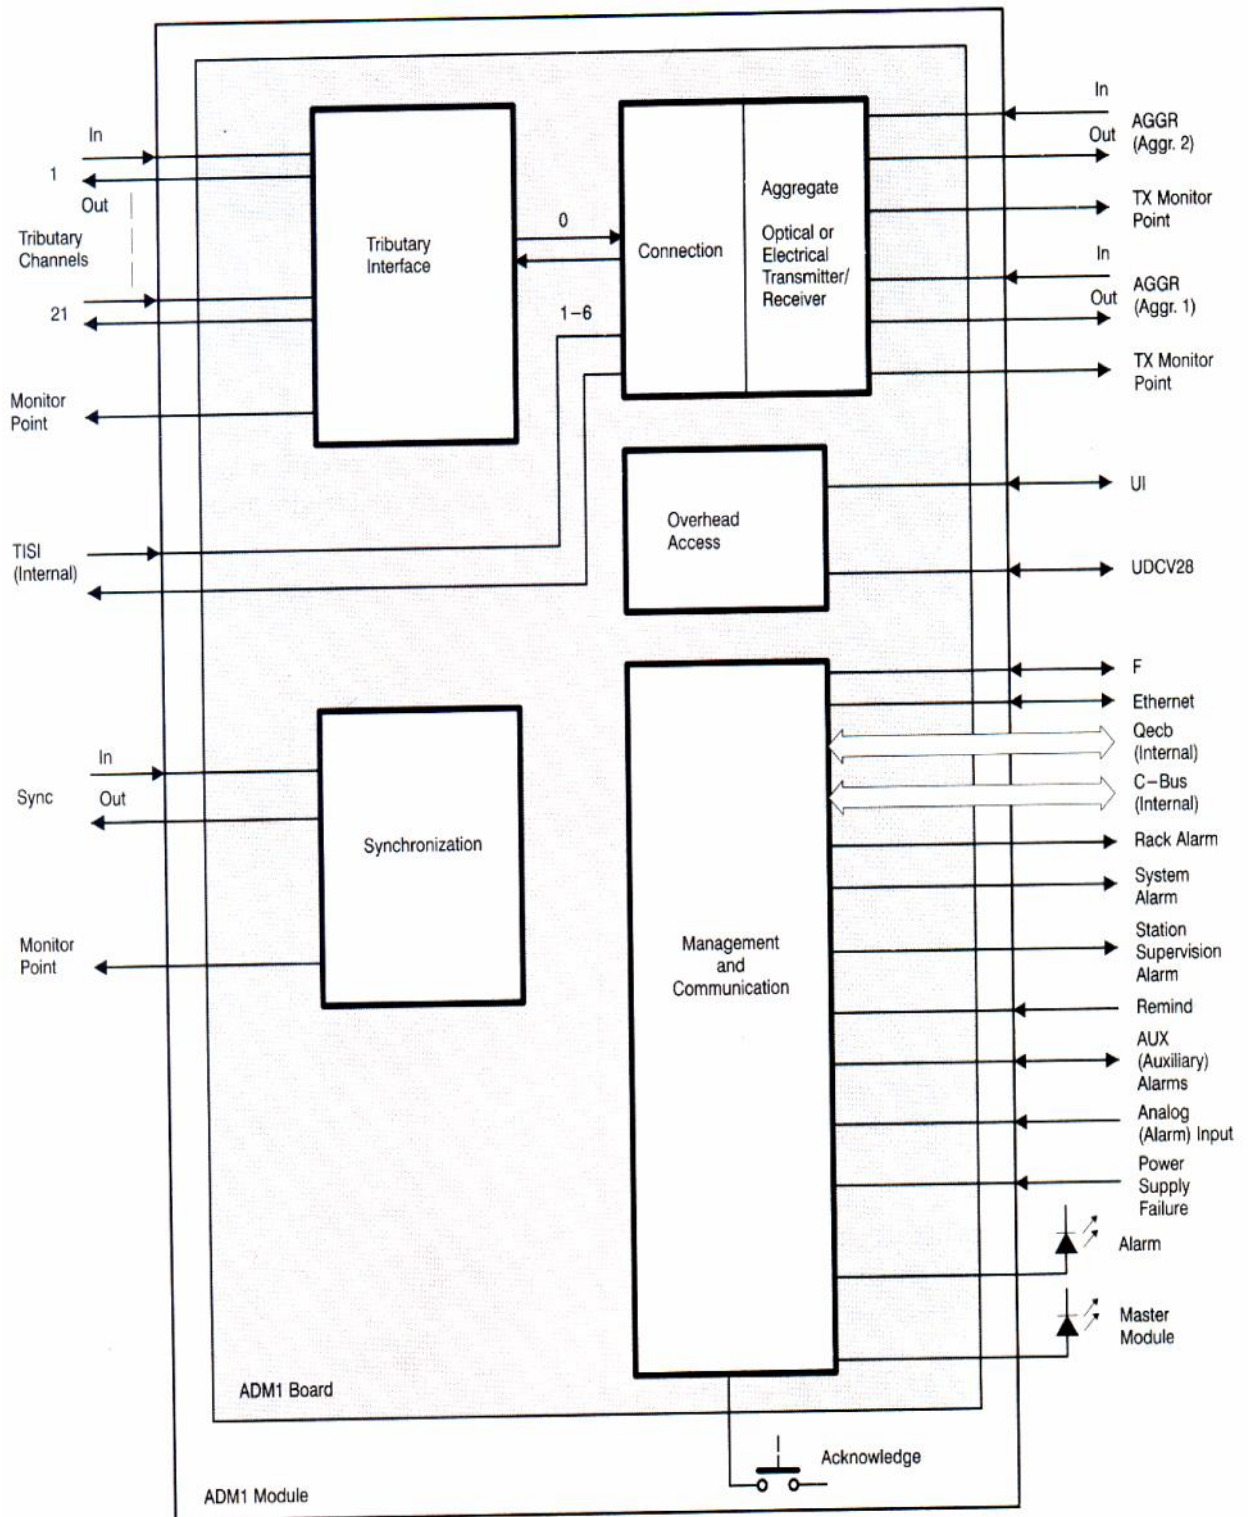 In
1
Out
Tributary
Channels
21
Monitor
Point
TISI
(Internal)
In
Sync
Out
Monitor
Point
Tributary
Interface
0
1-6
Connection
Aggregate
Optical or
Electrical
Transmitter/
Receiver
Overhead
Access
Synchronization
Management
and
Communication
In
AGGR
(Aggr. 2)
Out
TX Monitor
Point
In
AGGR
(Aggr. 1)
Out
TX Monitor
Point
UI
UDCV28
F
Ethernet
Qecb
(Internal)
C-Bus
(Internal)
Rack Alarm
System
Alarm
Station
Supervision
Alarm
Remind
AUX
(Auxiliary)
Alarms
Analog
(Alarm) Input
Power
Supply
Failure
Alarm
Master
Module
ADM1 Board
Acknowledge
ADM1 Module